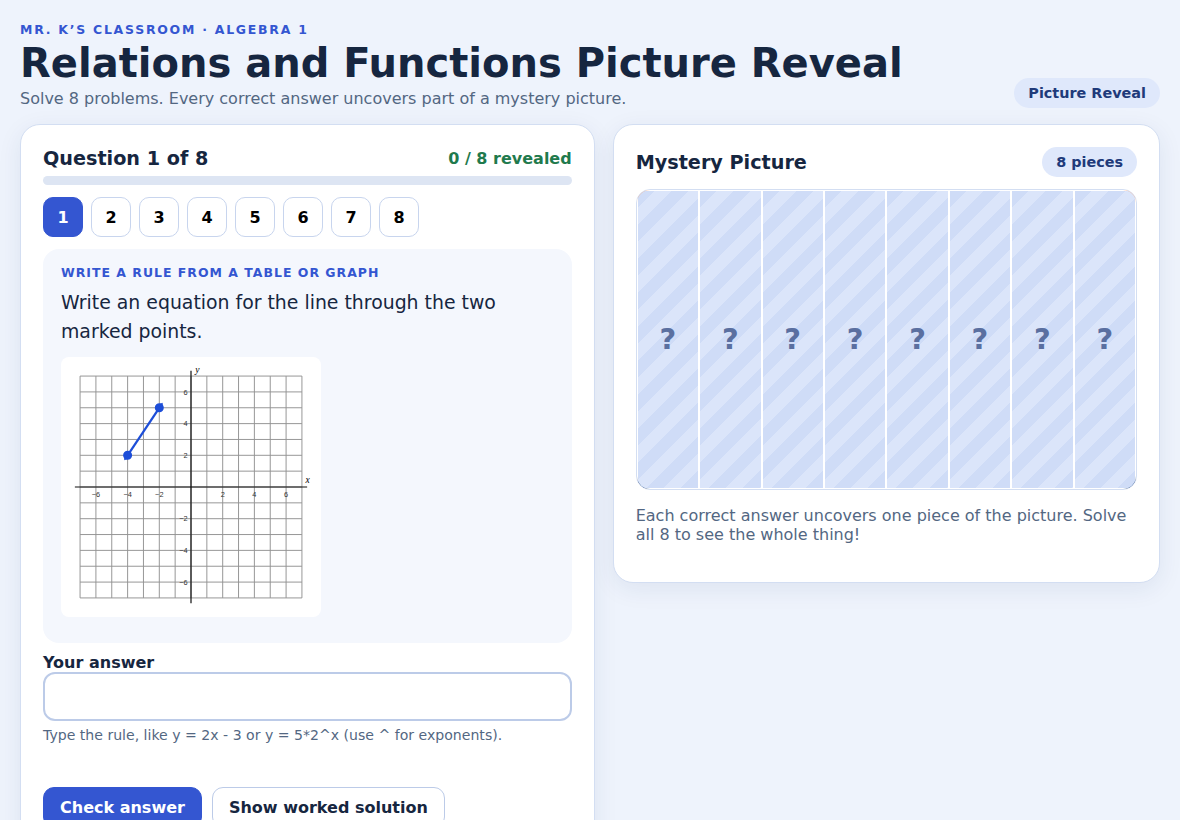 MR. K’S CLASSROOM · ALGEBRA 1
Relations and Functions Picture Reveal
Solve 8 problems. Every correct answer uncovers part of a mystery picture.
Picture Reveal
Question 1 of 8
0 / 8 revealed
1 2 3 4 5 6 7 8
WRITE A RULE FROM A TABLE OR GRAPH
Write an equation for the line through the two
marked points.
y
6
4
2
x
−6 −4 −2 2 4 6
−2
−4
−6
Your answer
Type the rule, like y = 2x - 3 or y = 5*2^x (use ^ for exponents).
Check answer
Show worked solution
Mystery Picture
8 pieces
? ? ? ? ? ? ? ?
Each correct answer uncovers one piece of the picture. Solve
all 8 to see the whole thing!